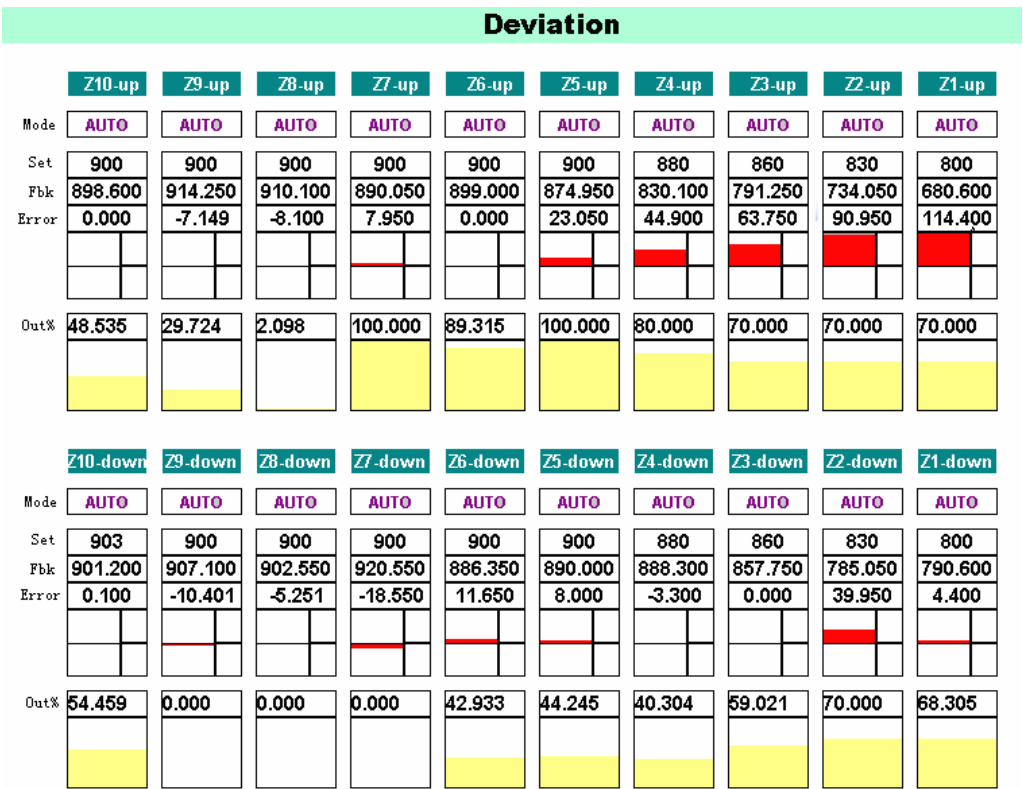 Deviation
Z10-up Z9-up Z8-up Z7-up Z6-up Z5-up Z4-up Z3-up Z2-up Z1-up
Mode AUTO AUTO AUTO AUTO AUTO AUTO AUTO AUTO AUTO AUTO
Set 900 900 900 900 900 900 880 860 830 800
Fbk 898.600 914.250 910.100 890.050 899.000 874.950 830.100 791.250 734.050 680.600
Error 0.000 -7.149 -8.100 7.950 0.000 23.050 44.900 63.750 90.950 114.400
Out% 48.535 29.724 2.098 100.000 89.315 100.000 80.000 70.000 70.000 70.000
Z10-down Z9-down Z8-down Z7-down Z6-down Z5-down Z4-down Z3-down Z2-down Z1-down
Mode AUTO AUTO AUTO AUTO AUTO AUTO AUTO AUTO AUTO AUTO
Set 903 900 900 900 900 900 880 860 830 800
Fbk 901.200 907.100 902.550 920.550 886.350 890.000 888.300 857.750 785.050 790.600
Error 0.100 -10.401 -5.251 -18.550 11.650 8.000 -3.300 0.000 39.950 4.400
Out% 54.459 0.000 0.000 0.000 42.933 44.245 40.304 59.021 70.000 68.305